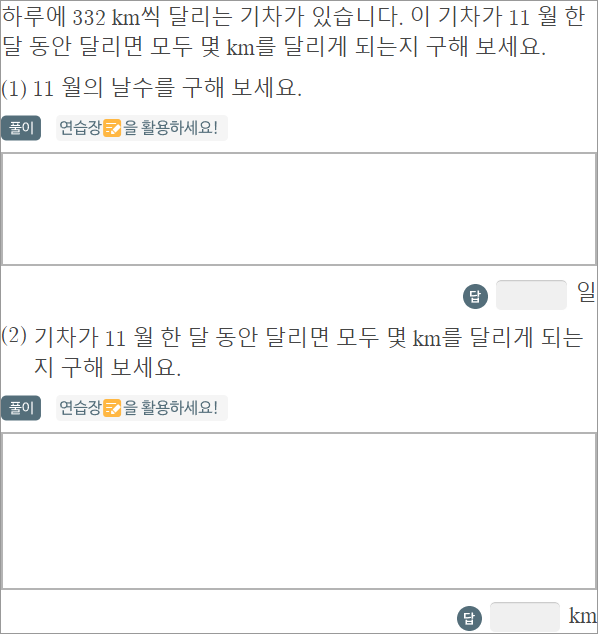 하루에 332 km씩 달리는 기차가 있습니다. 이 기차가 11 월 한
달 동안 달리면 모두 몇 km를 달리게 되는지 구해 보세요.
(1) 11 월의 날수를 구해 보세요.
풀이 연습장을 활용하세요!
답 일
(2) 기차가 11 월 한 달 동안 달리면 모두 몇 km를 달리게 되는
지 구해 보세요.
풀이 연습장을 활용하세요!
답 km